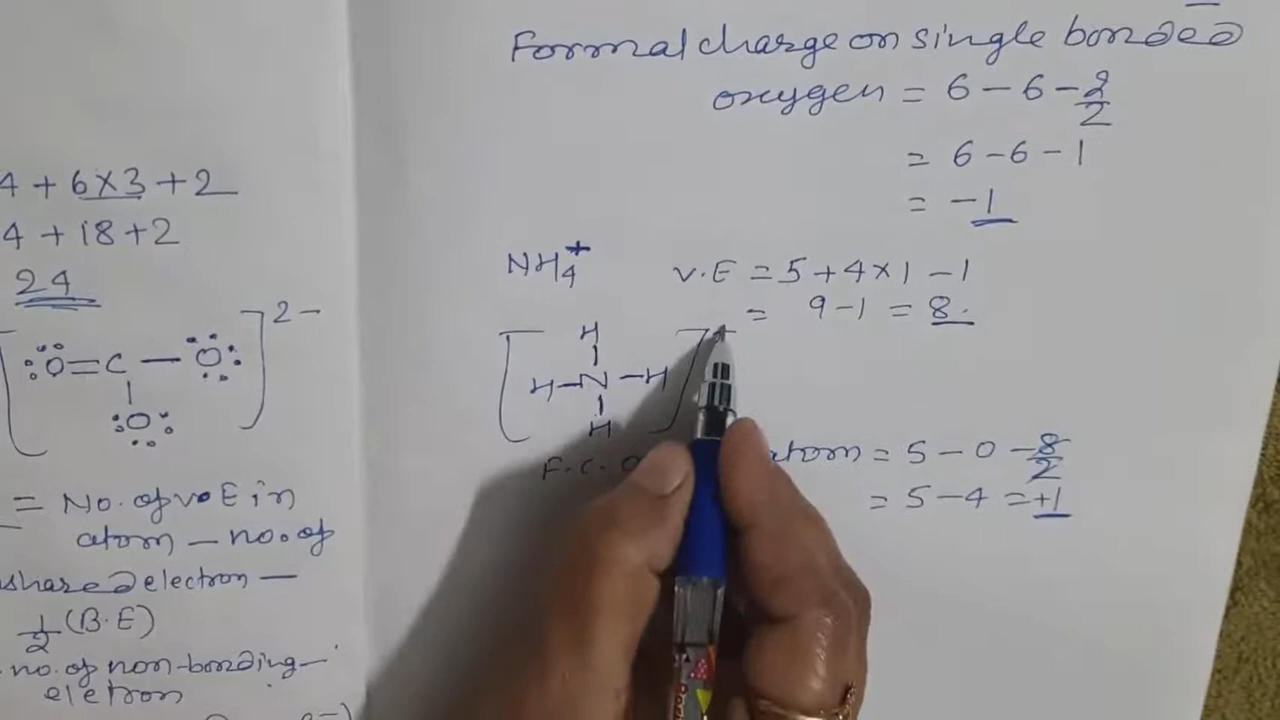 4 + 6×3 + 2
4 + 18 + 2
24
:O=C—O: ]2-
:O:
= No. of v.E in
atom — no. of
shared electron —
1/2 (B.E)
no. of non-bonding-
eletron
Formal charge on single bonded
oxygen = 6 - 6 - 2/2
= 6 - 6 - 1
= -1
NH4+ V.E = 5 + 4×1 - 1
= 9 - 1 = 8.
H
H-N-H
H
F.C. atom = 5 - 0 - 8/2
= 5 - 4 = +1